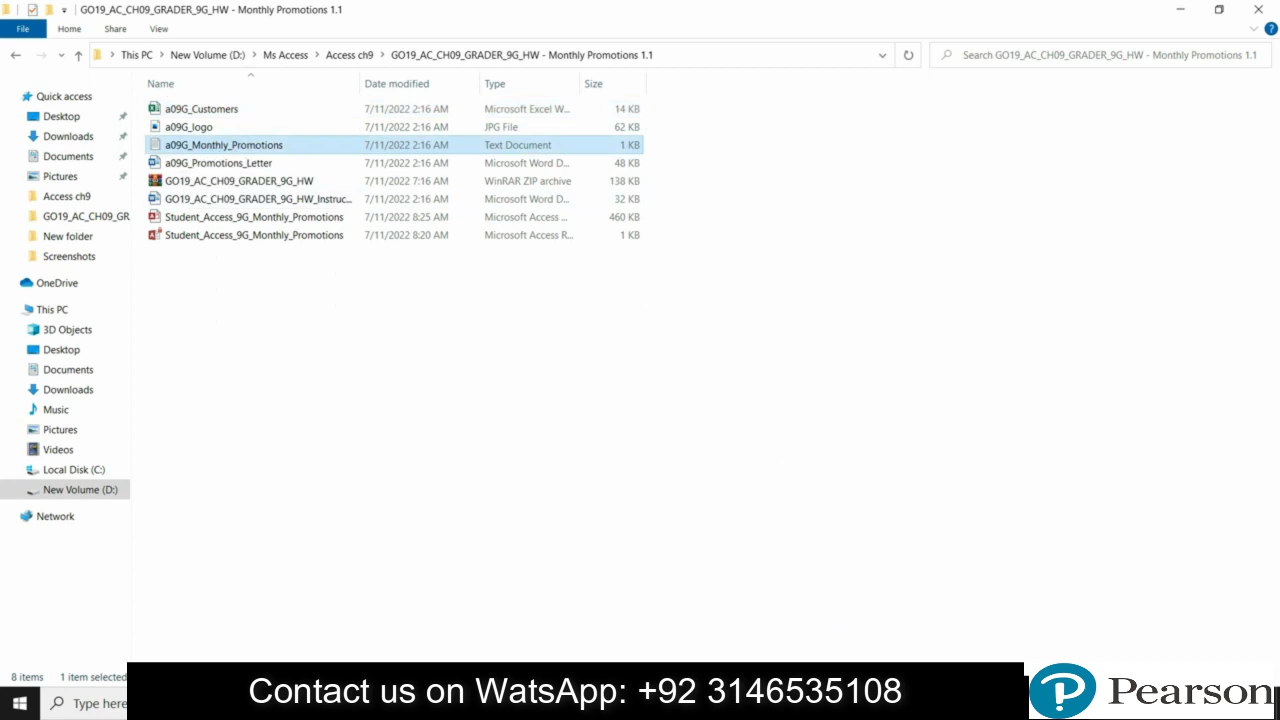 GO19_AC_CH09_GRADER_9G_HW - Monthly Promotions 1.1
File Home Share View
This PC New Volume (D:) Ms Access Access ch9 GO19_AC_CH09_GRADER_9G_HW - Monthly Promotions 1.1 Search GO19_AC_CH09_GRADER_9G_HW - Monthly Promotions 1.1
Name Date modified Type Size
a09G_Customers 7/11/2022 2:16 AM Microsoft Excel W... 14 KB
a09G_logo 7/11/2022 2:16 AM JPG File 62 KB
a09G_Monthly_Promotions 7/11/2022 2:16 AM Text Document 1 KB
a09G_Promotions_Letter 7/11/2022 2:16 AM Microsoft Word D... 48 KB
GO19_AC_CH09_GRADER_9G_HW 7/11/2022 7:16 AM WinRAR ZIP archive 138 KB
GO19_AC_CH09_GRADER_9G_HW_Instruc... 7/11/2022 2:16 AM Microsoft Word D... 32 KB
Student_Access_9G_Monthly_Promotions 7/11/2022 8:25 AM Microsoft Access ... 460 KB
Student_Access_9G_Monthly_Promotions 7/11/2022 8:20 AM Microsoft Access R... 1 KB
Quick access
Desktop
Downloads
Documents
Pictures
Access ch9
GO19_AC_CH09_GR
New folder
Screenshots
OneDrive
This PC
3D Objects
Desktop
Documents
Downloads
Music
Pictures
Videos
Local Disk (C:)
New Volume (D:)
Network
8 items 1 item selected
Type here
Contact us on WatsApp: +92 3146535108
Pearson